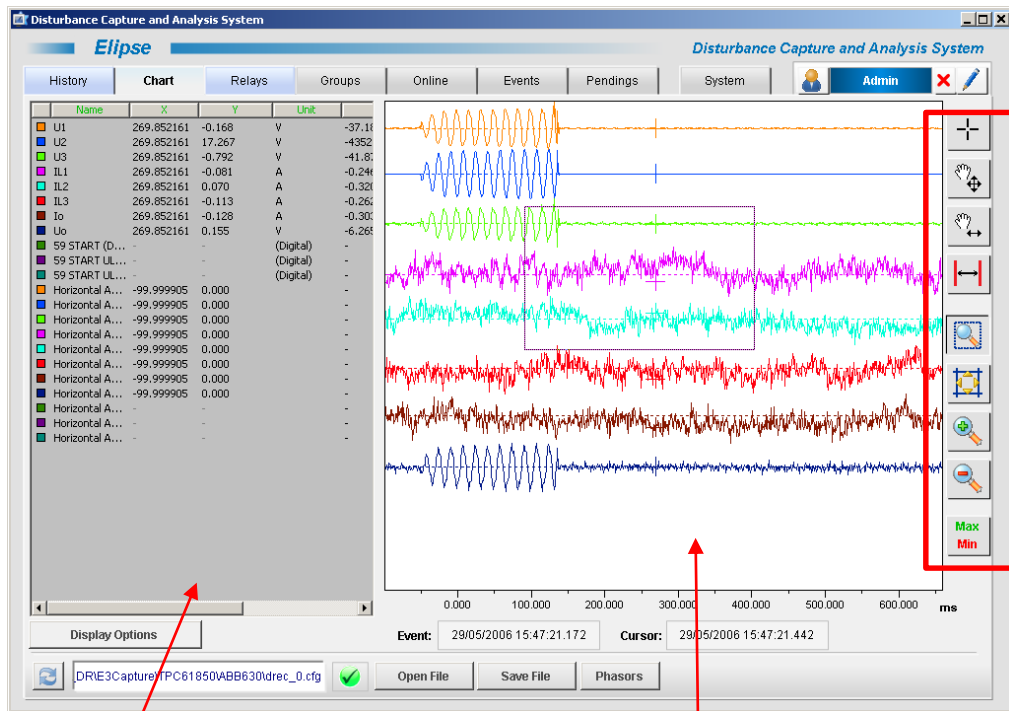 Disturbance Capture and Analysis System
Elipse
Disturbance Capture and Analysis System
History Chart Relays Groups Online Events Pendings System Admin
Name X Y Unit
U1 269.852161 -0.168 V -37.18
U2 269.852161 17.267 V -4352
U3 269.852161 -0.792 V -41.87
IL1 269.852161 -0.081 A -0.246
IL2 269.852161 0.070 A -0.320
IL3 269.852161 -0.113 A -0.262
Io 269.852161 -0.128 A -0.303
Uo 269.852161 0.155 V -6.265
59 START (D... - - (Digital) -
59 START UL... - - (Digital) -
59 START UL... - - (Digital) -
Horizontal A... -99.999905 0.000 -
Horizontal A... -99.999905 0.000 -
Horizontal A... -99.999905 0.000 -
Horizontal A... -99.999905 0.000 -
Horizontal A... -99.999905 0.000 -
Horizontal A... -99.999905 0.000 -
Horizontal A... -99.999905 0.000 -
Horizontal A... -99.999905 0.000 -
Horizontal A... - - -
Horizontal A... - - -
Horizontal A... - - -
Max
Min
0.000 100.000 200.000 300.000 400.000 500.000 600.000 ms
Display Options
Event: 29/05/2006 15:47:21.172 Cursor: 29/05/2006 15:47:21.442
DR\E3Capture\TPC61850\ABB630\drec_0.cfg Open File Save File Phasors